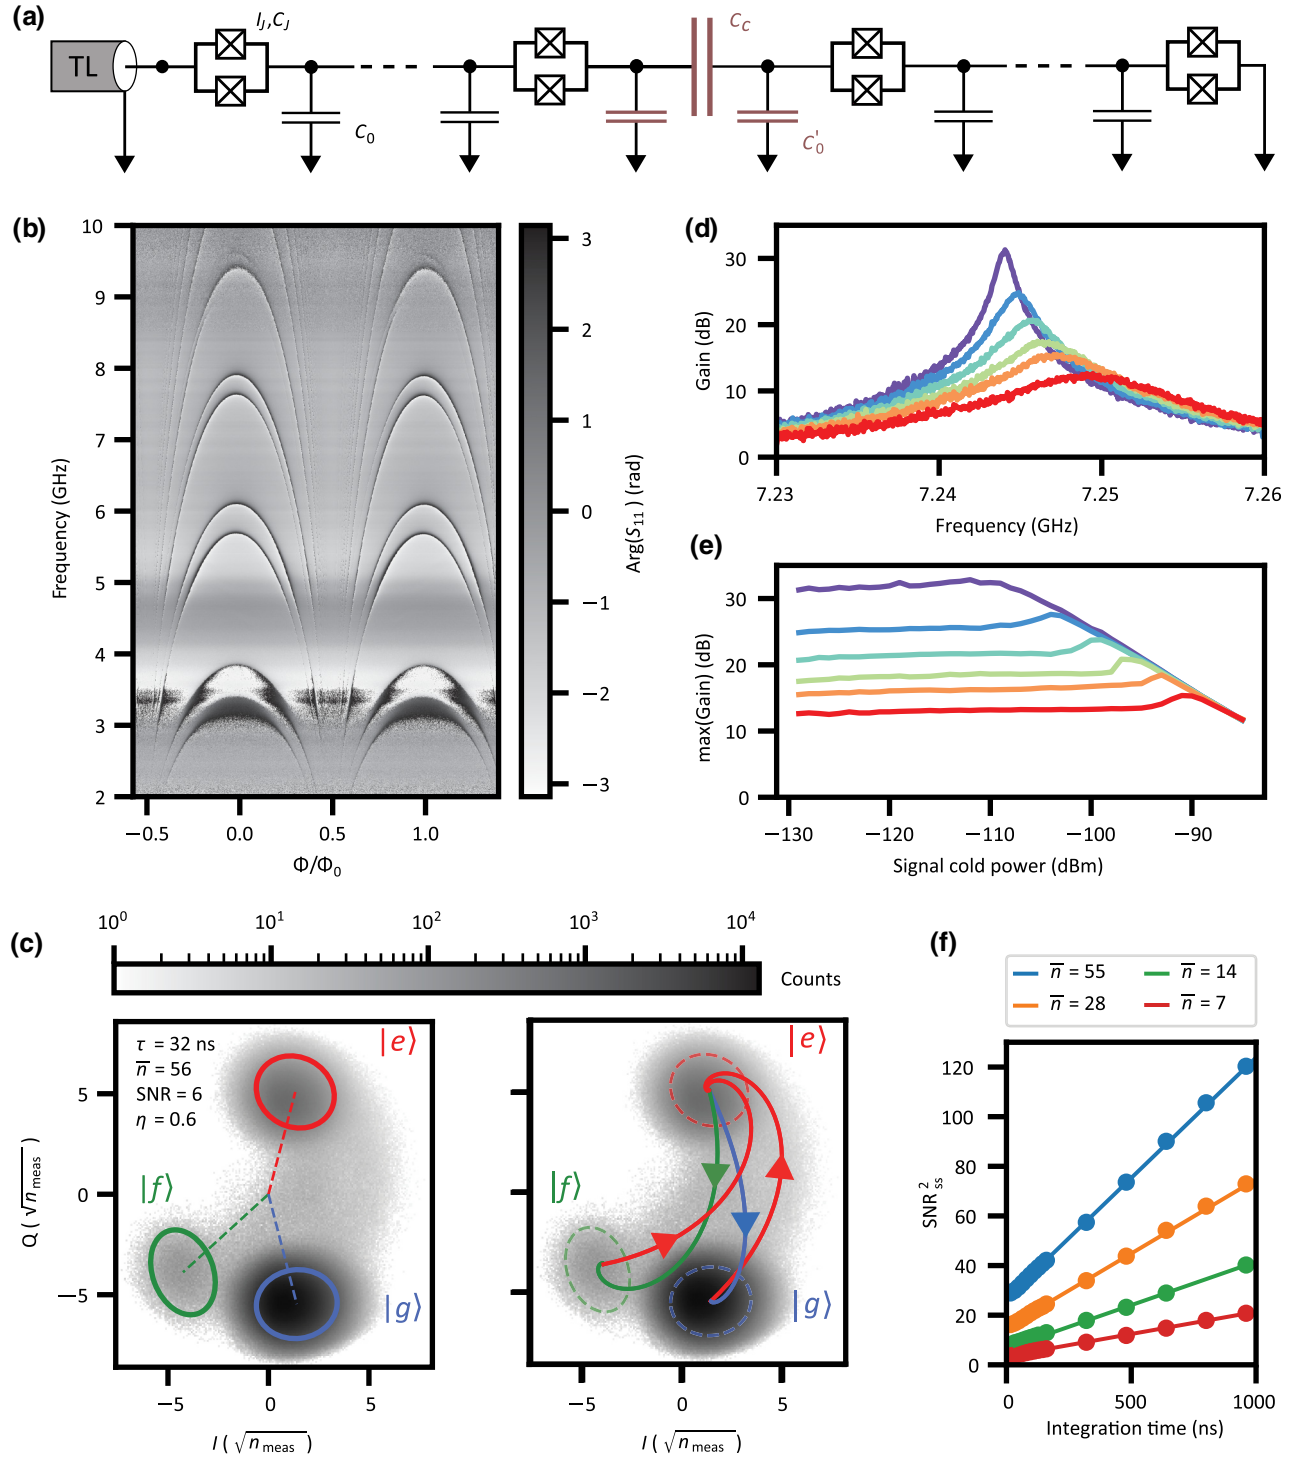 (a)
TL
I_J,C_J
C_0
C_C
C'_0
(b)
10
9
8
7
6
5
4
3
2
Frequency (GHz)
−0.5
0.0
0.5
1.0
Φ/Φ_0
3
2
1
0
−1
−2
−3
Arg(S_11) (rad)
(d)
30
20
10
0
Gain (dB)
7.23
7.24
7.25
7.26
Frequency (GHz)
(e)
30
20
10
0
max(Gain) (dB)
−130
−120
−110
−100
−90
Signal cold power (dBm)
(c)
10^0
10^1
10^2
10^3
10^4
Counts
τ = 32 ns
n̄ = 56
SNR = 6
η = 0.6
|e⟩
|f⟩
|g⟩
5
0
−5
Q (√n_meas)
−5
0
5
I (√n_meas)
|e⟩
|f⟩
|g⟩
−5
0
5
I (√n_meas)
(f)
n̄ = 55
n̄ = 14
n̄ = 28
n̄ = 7
120
100
80
60
40
20
0
SNR²_ss
0
500
1000
Integration time (ns)